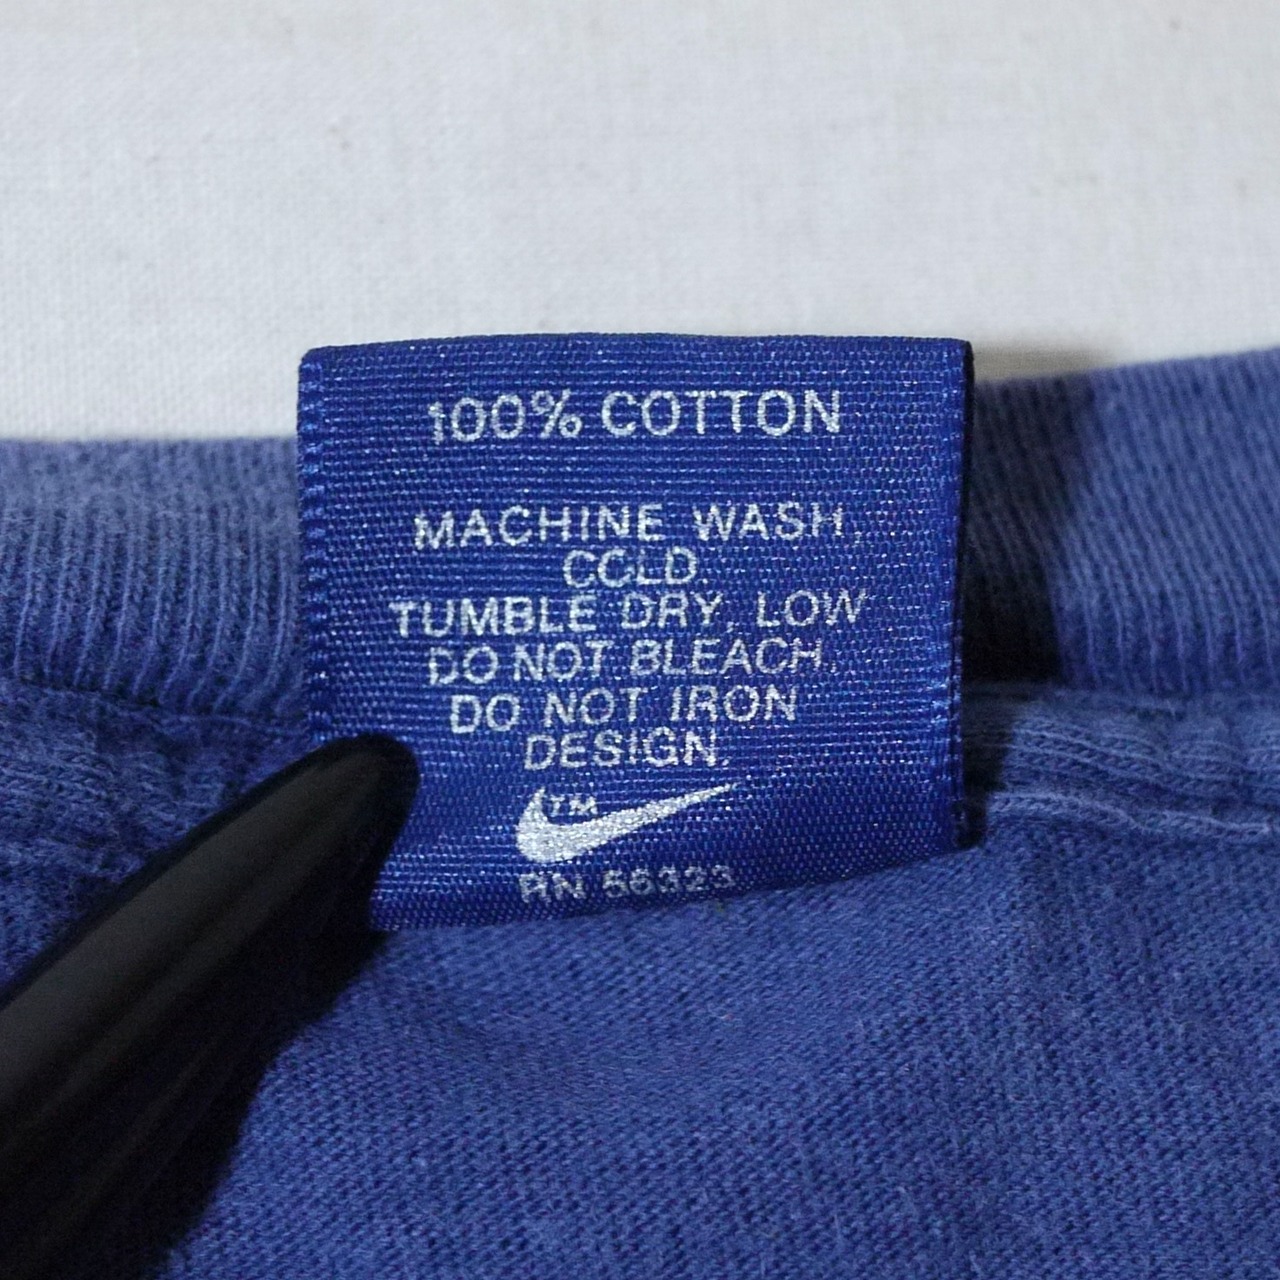 100% COTTON
MACHINE WASH,
COLD.
TUMBLE DRY, LOW
DO NOT BLEACH.
DO NOT IRON
DESIGN.
TM
RN 56323